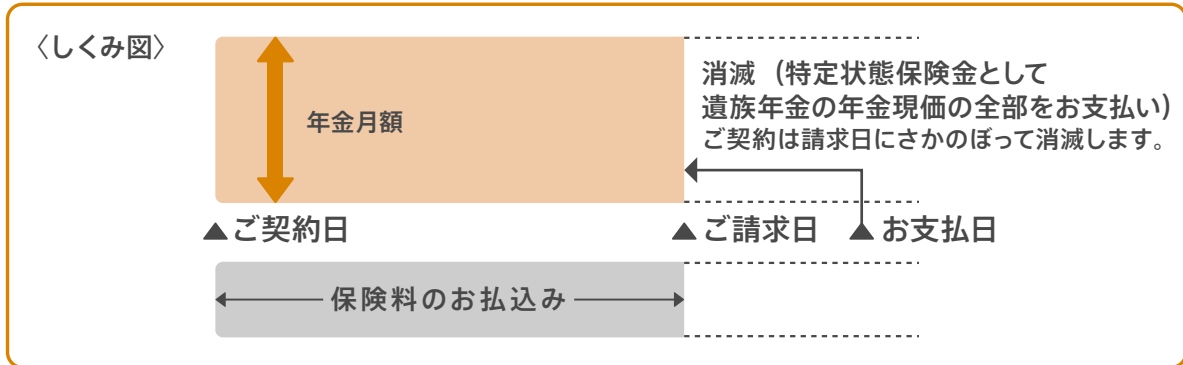 〈しくみ図〉
年金月額
消滅（特定状態保険金として
遺族年金の年金現価の全部をお支払い）
ご契約は請求日にさかのぼって消滅します。
▲ご契約日
▲ご請求日
▲お支払日
保険料のお払込み